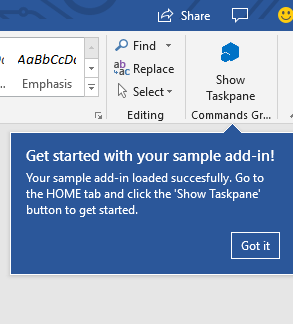 Share
AaBbCcDc
Find
Replace
Select
Emphasis
Editing
Show
Taskpane
Commands Gr...
Get started with your sample add-in!
Your sample add-in loaded succesfully. Go to
the HOME tab and click the 'Show Taskpane'
button to get started.
Got it